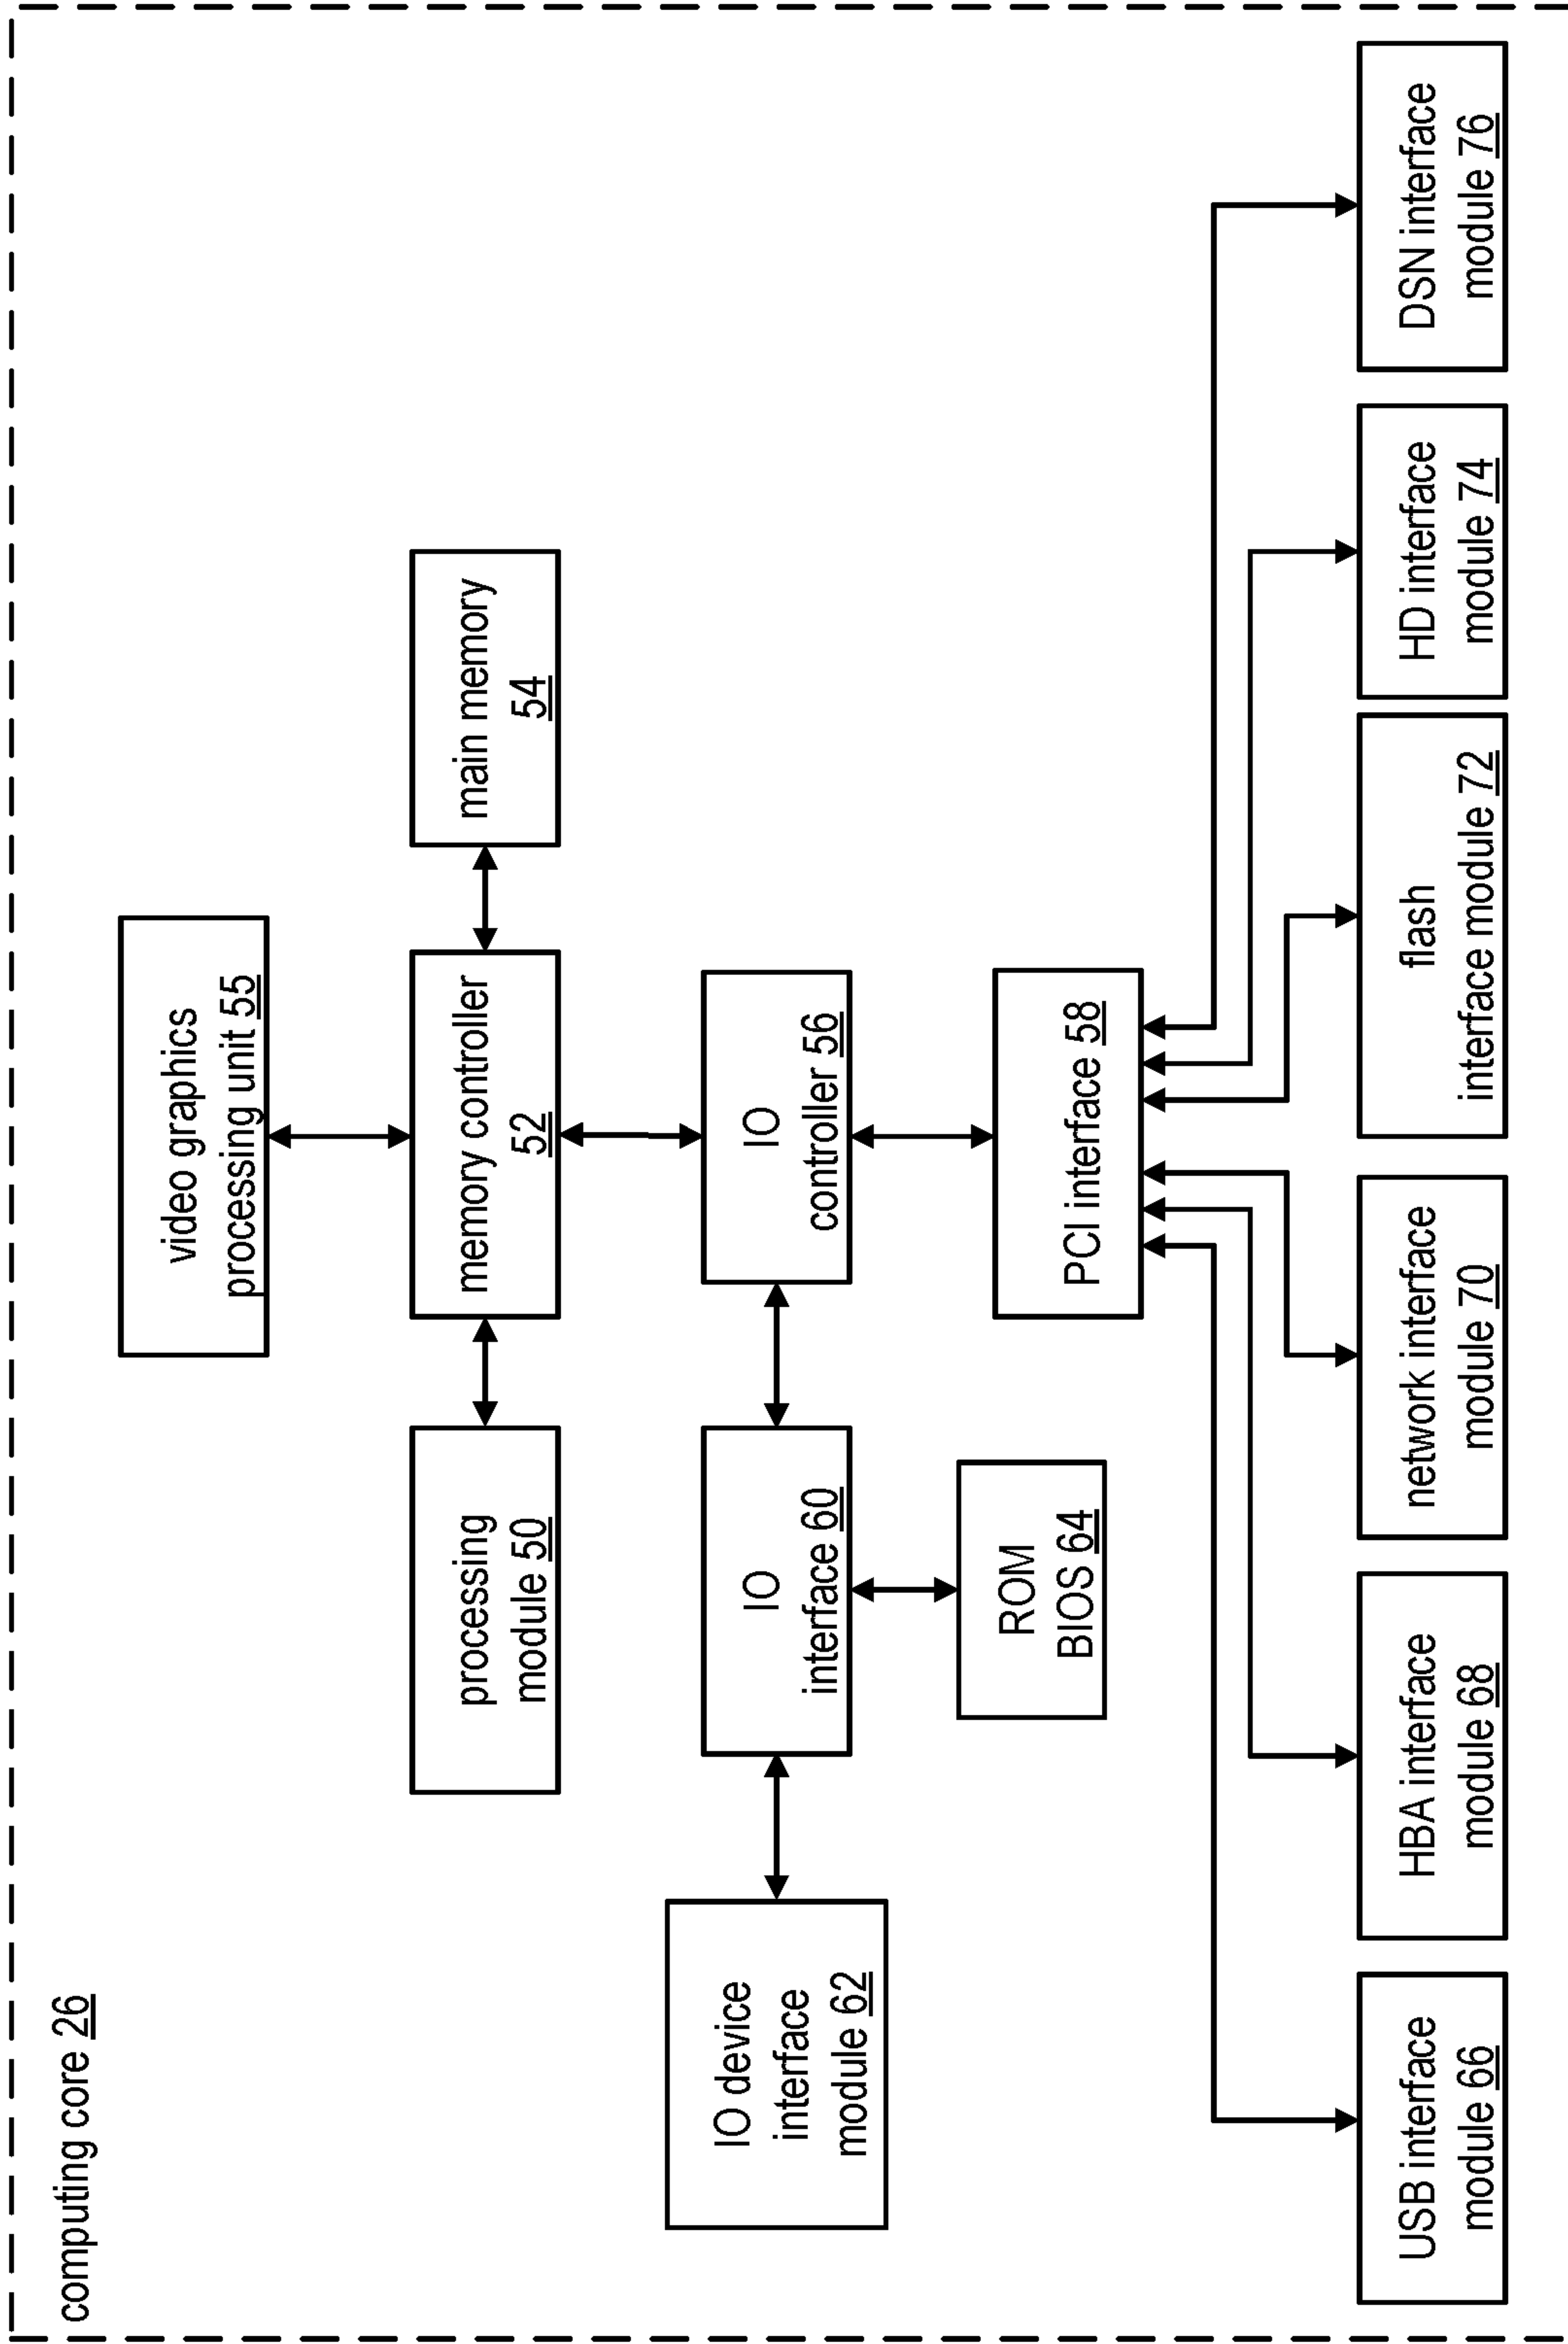 computing core 26
video graphics
processing unit 55
processing
module 50
memory controller
52
main memory
54
IO device
interface
module 62
IO
interface 60
IO
controller 56
ROM
BIOS 64
PCI interface 58
USB interface
module 66
HBA interface
module 68
network interface
module 70
flash
interface module 72
HD interface
module 74
DSN interface
module 76